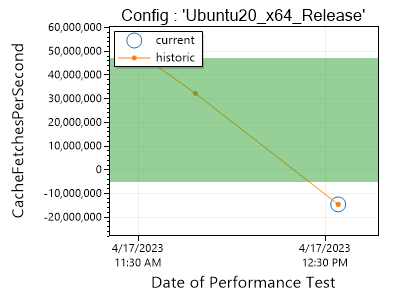 Config : 'Ubuntu20_x64_Release'
60,000,000
50,000,000
40,000,000
30,000,000
20,000,000
10,000,000
0
-10,000,000
-20,000,000
CacheFetchesPerSecond
current
historic
4/17/2023
11:30 AM
4/17/2023
12:30 PM
Date of Performance Test